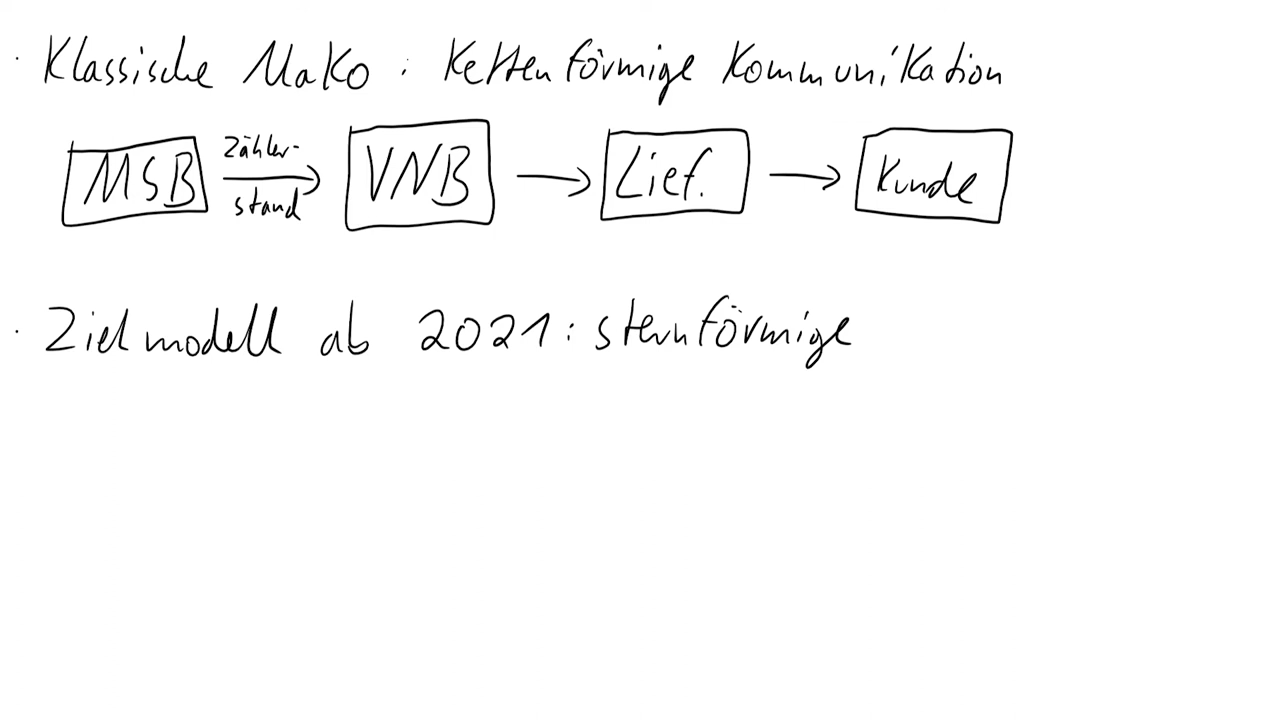 · Klassische MaKo : Kettenförmige Kommunikation
MSB Zähler- VNB Lief. Kunde
stand
· Zielmodell ab 2021: sternförmige